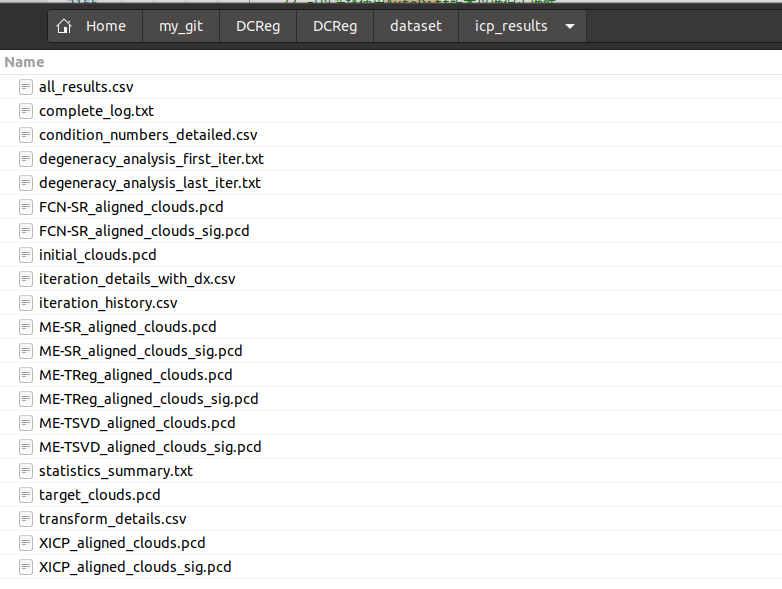 Home my_git DCReg DCReg dataset icp_results
Name
all_results.csv
complete_log.txt
condition_numbers_detailed.csv
degeneracy_analysis_first_iter.txt
degeneracy_analysis_last_iter.txt
FCN-SR_aligned_clouds.pcd
FCN-SR_aligned_clouds_sig.pcd
initial_clouds.pcd
iteration_details_with_dx.csv
iteration_history.csv
ME-SR_aligned_clouds.pcd
ME-SR_aligned_clouds_sig.pcd
ME-TReg_aligned_clouds.pcd
ME-TReg_aligned_clouds_sig.pcd
ME-TSVD_aligned_clouds.pcd
ME-TSVD_aligned_clouds_sig.pcd
statistics_summary.txt
target_clouds.pcd
transform_details.csv
XICP_aligned_clouds.pcd
XICP_aligned_clouds_sig.pcd